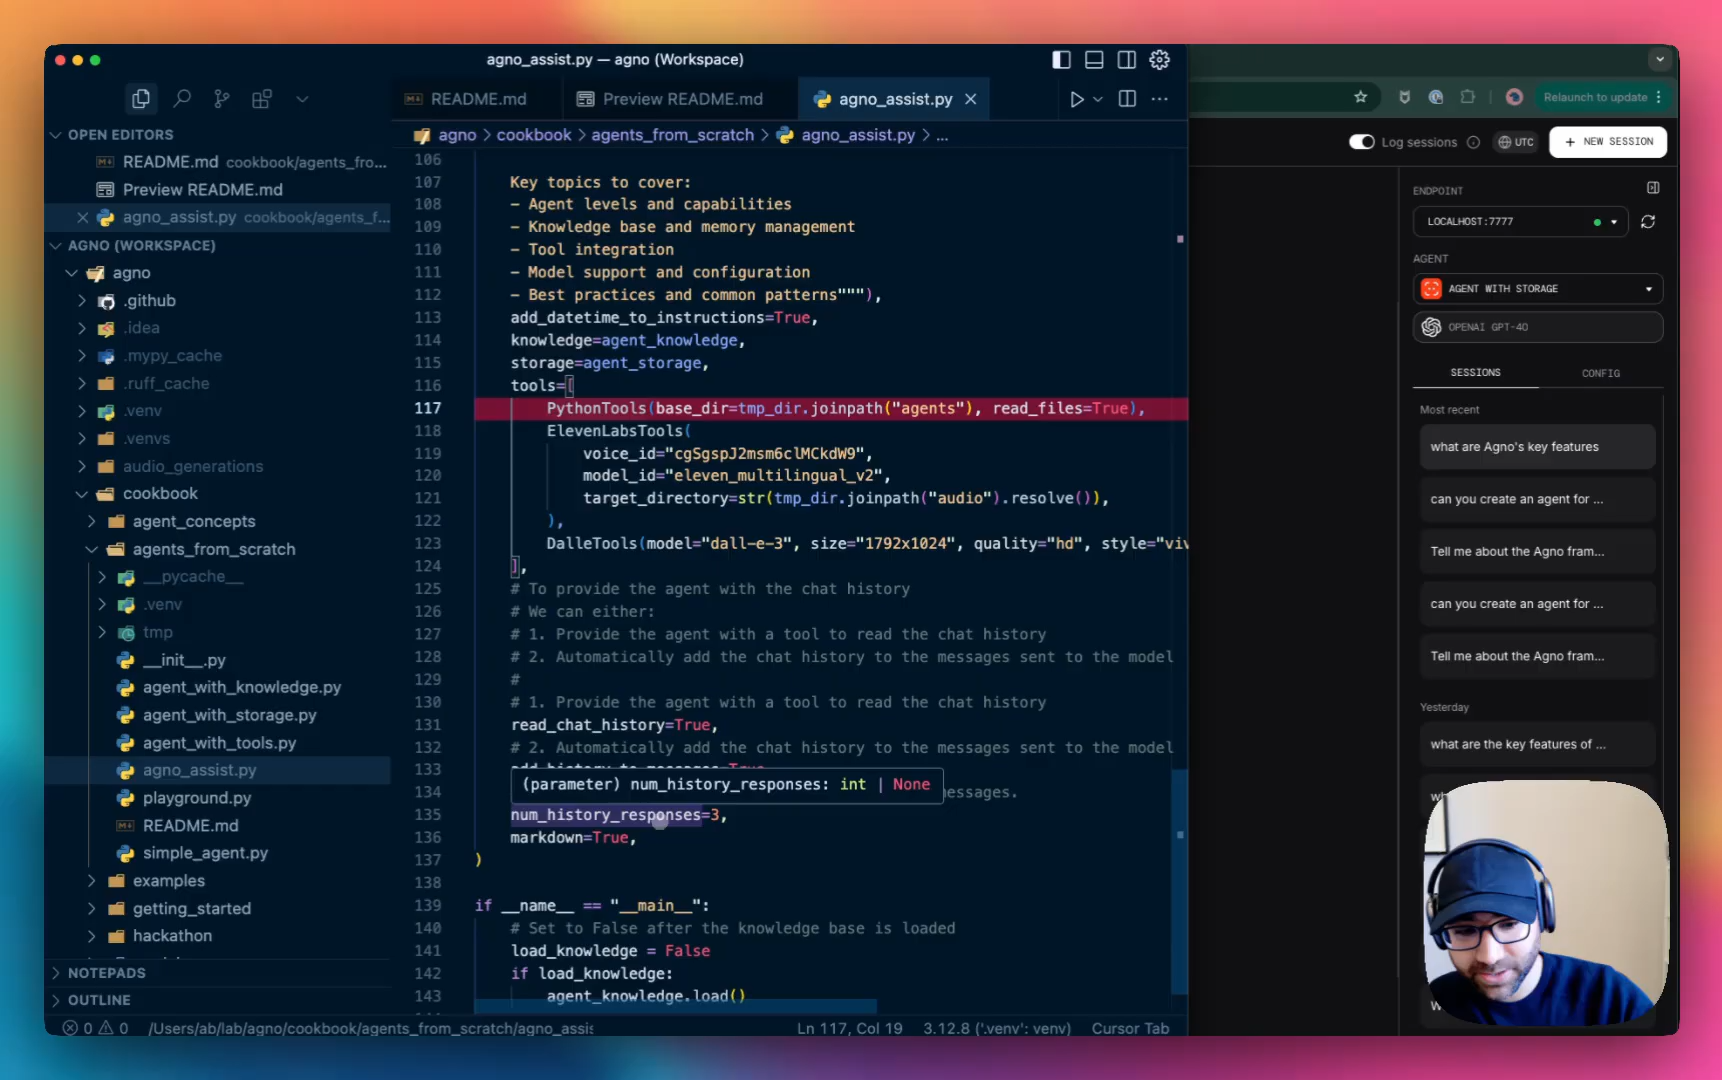 agno_assist.py — agno (Workspace)
README.md
Preview README.md
agno_assist.py
agno > cookbook > agents_from_scratch > agno_assist.py > ...
OPEN EDITORS
README.md cookbook/agents_fro...
Preview README.md
agno_assist.py cookbook/agents_f...
AGNO (WORKSPACE)
agno
.github
.idea
.mypy_cache
.ruff_cache
.venv
.venvs
audio_generations
cookbook
agent_concepts
agents_from_scratch
__pycache__
.venv
tmp
__init__.py
agent_with_knowledge.py
agent_with_storage.py
agent_with_tools.py
agno_assist.py
playground.py
README.md
simple_agent.py
examples
getting_started
hackathon
NOTEPADS
OUTLINE
106
107 Key topics to cover:
108 - Agent levels and capabilities
109 - Knowledge base and memory management
110 - Tool integration
111 - Model support and configuration
112 - Best practices and common patterns"""),
113 add_datetime_to_instructions=True,
114 knowledge=agent_knowledge,
115 storage=agent_storage,
116 tools=[
117 PythonTools(base_dir=tmp_dir.joinpath("agents"), read_files=True),
118 ElevenLabsTools(
119 voice_id="cgSgspJ2msm6clMCkdW9",
120 model_id="eleven_multilingual_v2",
121 target_directory=str(tmp_dir.joinpath("audio").resolve()),
122 ),
123 DalleTools(model="dall-e-3", size="1792x1024", quality="hd", style="viv
124 ],
125 # To provide the agent with the chat history
126 # We can either:
127 # 1. Provide the agent with a tool to read the chat history
128 # 2. Automatically add the chat history to the messages sent to the model
129 #
130 # 1. Provide the agent with a tool to read the chat history
131 read_chat_history=True,
132 # 2. Automatically add the chat history to the messages sent to the model
133 add_history_to_messages=True
(parameter) num_history_responses: int | None
134 essages.
135 num_history_responses=3,
136 markdown=True,
137 )
138
139 if __name__ == "__main__":
140 # Set to False after the knowledge base is loaded
141 load_knowledge = False
142 if load_knowledge:
143 agent_knowledge.load()
0 0 /Users/ab/lab/agno/cookbook/agents_from_scratch/agno_assis
Ln 117, Col 19 3.12.8 ('.venv': venv) Cursor Tab
Relaunch to update
Log sessions UTC + NEW SESSION
ENDPOINT
LOCALHOST:7777
AGENT
AGENT WITH STORAGE
OPENAI GPT-4O
SESSIONS CONFIG
Most recent
what are Agno's key features
can you create an agent for ...
Tell me about the Agno fram...
can you create an agent for ...
Tell me about the Agno fram...
Yesterday
what are the key features of ...